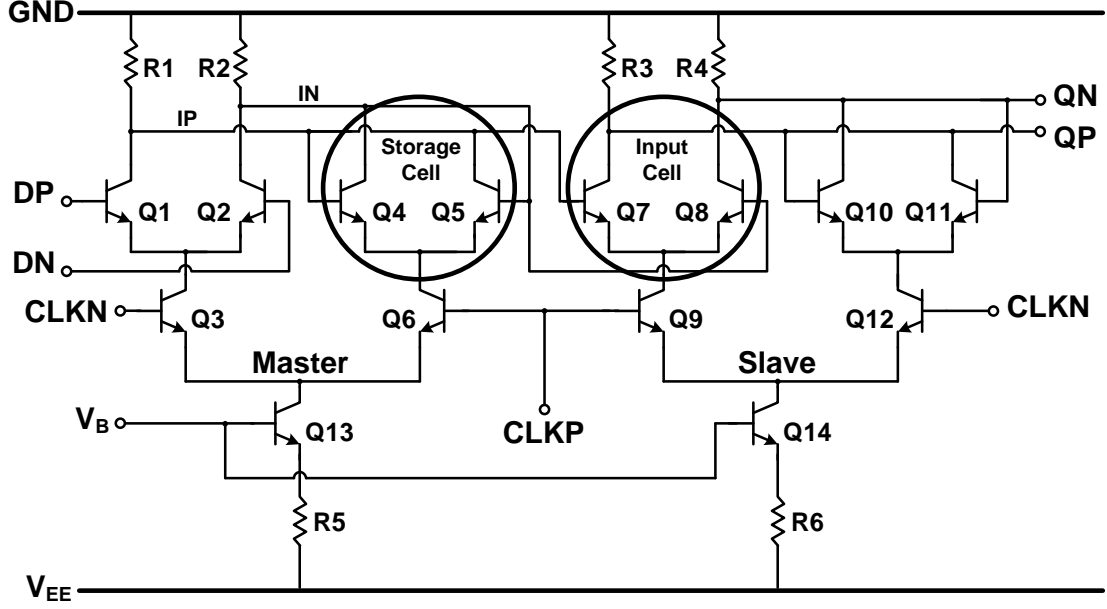 GND
R1 R2 R3 R4
IN
QN
IP
QP
Storage Cell
Input Cell
DP
Q1 Q2 Q4 Q5 Q7 Q8 Q10 Q11
DN
CLKN Q3 Q6 Q9 Q12 CLKN
Master Slave
VB Q13 CLKP Q14
R5 R6
VEE